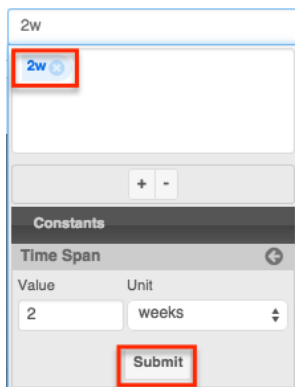 2w
2w
+ -
Constants
Time Span
Value Unit
2 weeks
Submit